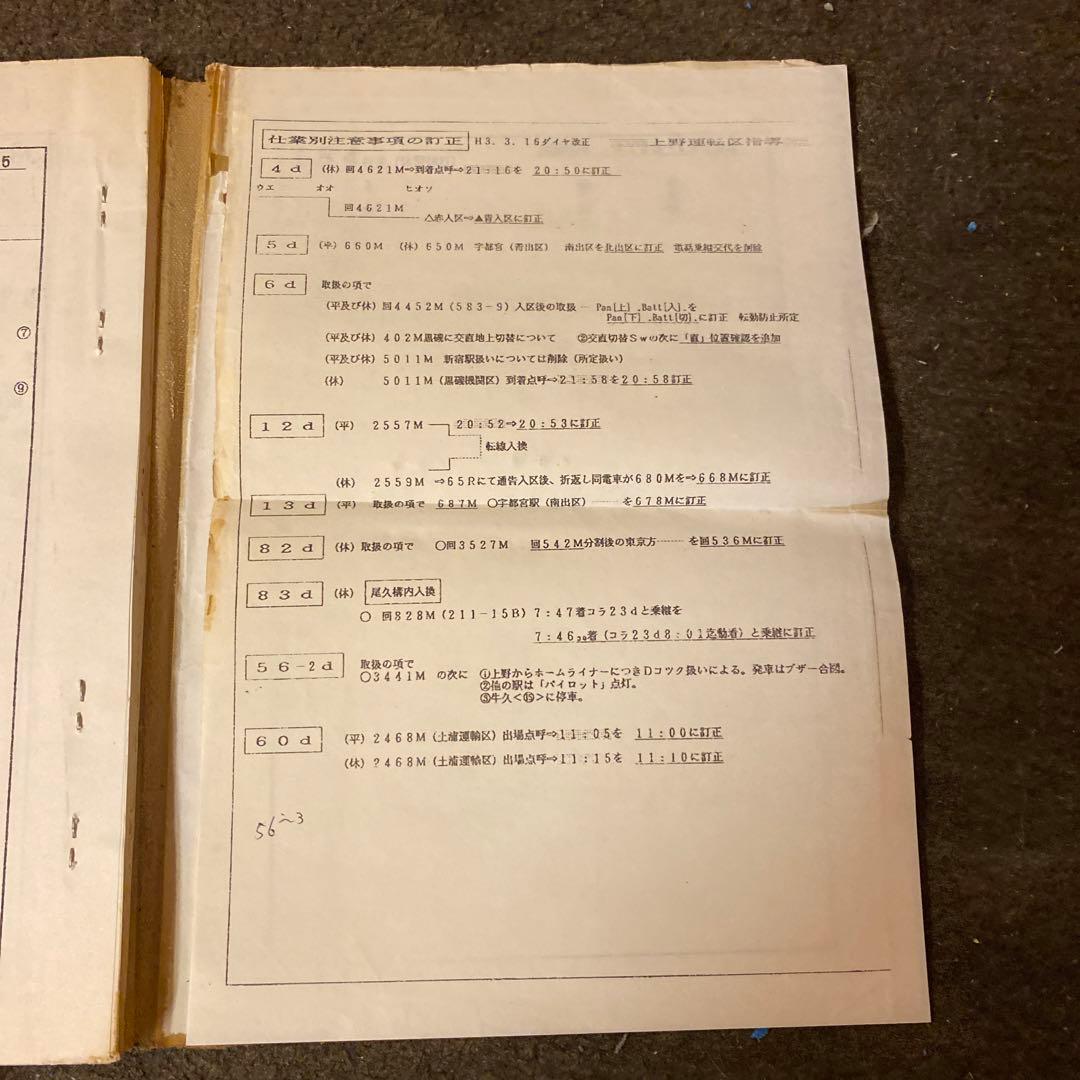 5
⑦
⑨
仕業別注意事項の訂正 H3.3.16ダイヤ改正 上野運転区指導
4d (休) 回4621M⇒到着点呼⇒21:16を 20:50に訂正
ウエ オオ ヒオソ
回4621M
△赤入区⇒▲青入区に訂正
5d (平) 660M (休) 650M 宇都宮(青出区) 南出区を北出区に訂正 電話乗継交代を削除
6d 取扱の項で
(平及び休) 回4452M(583-9)入区後の取扱 ─ Pan[上].Batt[入].を
Pan[下].Batt[切].に訂正 転動防止所定
(平及び休) 402M黒磯に交直地上切替について ②交直切替Swの次に「直」位置確認を追加
(平及び休) 5011M 新宿駅扱いについては削除(所定扱い)
(休) 5011M(黒磯機関区) 到着点呼⇒21:58を20:58訂正
12d (平) 2557M 20:52⇒20:53に訂正
転線入換
(休) 2559M ⇒65Rにて通告入区後、折返し同電車が680Mを⇒668Mに訂正
13d (平) 取扱の項で 687M ○宇都宮駅(南出区)┈┈を678Mに訂正
82d (休) 取扱の項で ○回3527M 回542M分割後の東京方┈┈を回536Mに訂正
83d (休) 尾久構内入換
○ 回828M(211-15B) 7:47着コラ23dと乗継を
7:46₃₀着(コラ23d8:01迄勤着)と乗継に訂正
56-2d 取扱の項で
○3441M の次に ①上野からホームライナーにつきDコック扱いによる。発車はブザー合図。
②他の駅は「パイロット」点灯。
③牛久<⑮>に停車。
60d (平) 2468M(土浦運輸区) 出場点呼⇒11:05を 11:00に訂正
(休) 2468M(土浦運輸区) 出場点呼⇒11:15を 11:10に訂正
56~3